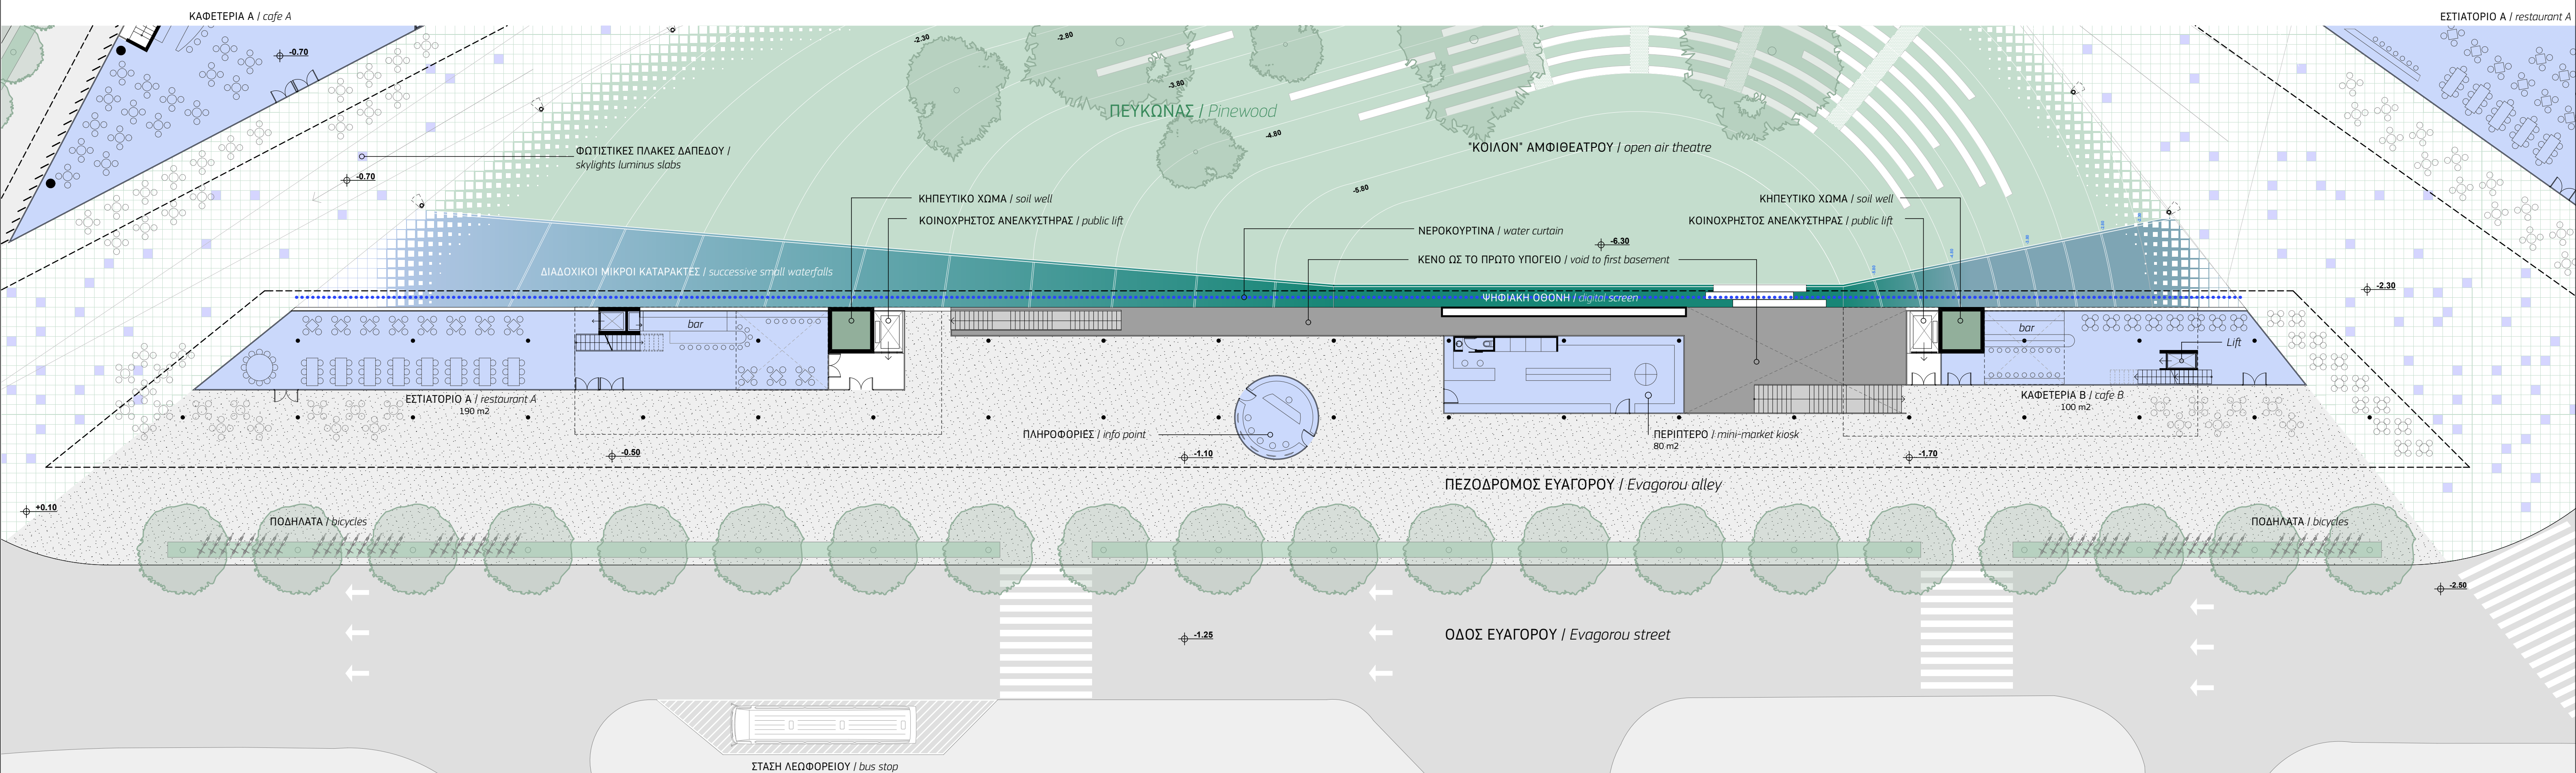 ΚΑΦΕΤΕΡΙΑ Α / cafe A
ΕΣΤΙΑΤΟΡΙΟ Α / restaurant A
-0.70
-2.30
-2.80
-3.80
ΠΕΥΚΩΝΑΣ / Pinewood
-4.80
"ΚΟΙΛΟΝ" ΑΜΦΙΘΕΑΤΡΟΥ / open air theatre
ΦΩΤΙΣΤΙΚΕΣ ΠΛΑΚΕΣ ΔΑΠΕΔΟΥ /
skylights luminus slabs
-0.70
-5.80
ΚΗΠΕΥΤΙΚΟ ΧΩΜΑ / soil well
ΚΗΠΕΥΤΙΚΟ ΧΩΜΑ / soil well
ΚΟΙΝΟΧΡΗΣΤΟΣ ΑΝΕΛΚΥΣΤΗΡΑΣ / public lift
ΚΟΙΝΟΧΡΗΣΤΟΣ ΑΝΕΛΚΥΣΤΗΡΑΣ / public lift
ΝΕΡΟΚΟΥΡΤΙΝΑ / water curtain
-6.30
ΚΕΝΟ ΩΣ ΤΟ ΠΡΩΤΟ ΥΠΟΓΕΙΟ / void to first basement
ΔΙΑΔΟΧΙΚΟΙ ΜΙΚΡΟΙ ΚΑΤΑΡΑΚΤΕΣ / successive small waterfalls
-2.30
ΨΗΦΙΑΚΗ ΟΘΟΝΗ / digital screen
bar
bar
Lift
ΕΣΤΙΑΤΟΡΙΟ Α / restaurant A
190 m2
ΚΑΦΕΤΕΡΙΑ Β / cafe B
100 m2
ΠΛΗΡΟΦΟΡΙΕΣ / info point
ΠΕΡΙΠΤΕΡΟ / mini-market kiosk
80 m2
-0.50
-1.10
-1.70
ΠΕΖΟΔΡΟΜΟΣ ΕΥΑΓΟΡΟΥ / Evagorou alley
+0.10
ΠΟΔΗΛΑΤΑ / bicycles
ΠΟΔΗΛΑΤΑ / bicycles
-2.50
-1.25
ΟΔΟΣ ΕΥΑΓΟΡΟΥ / Evagorou street
ΣΤΑΣΗ ΛΕΩΦΟΡΕΙΟΥ / bus stop